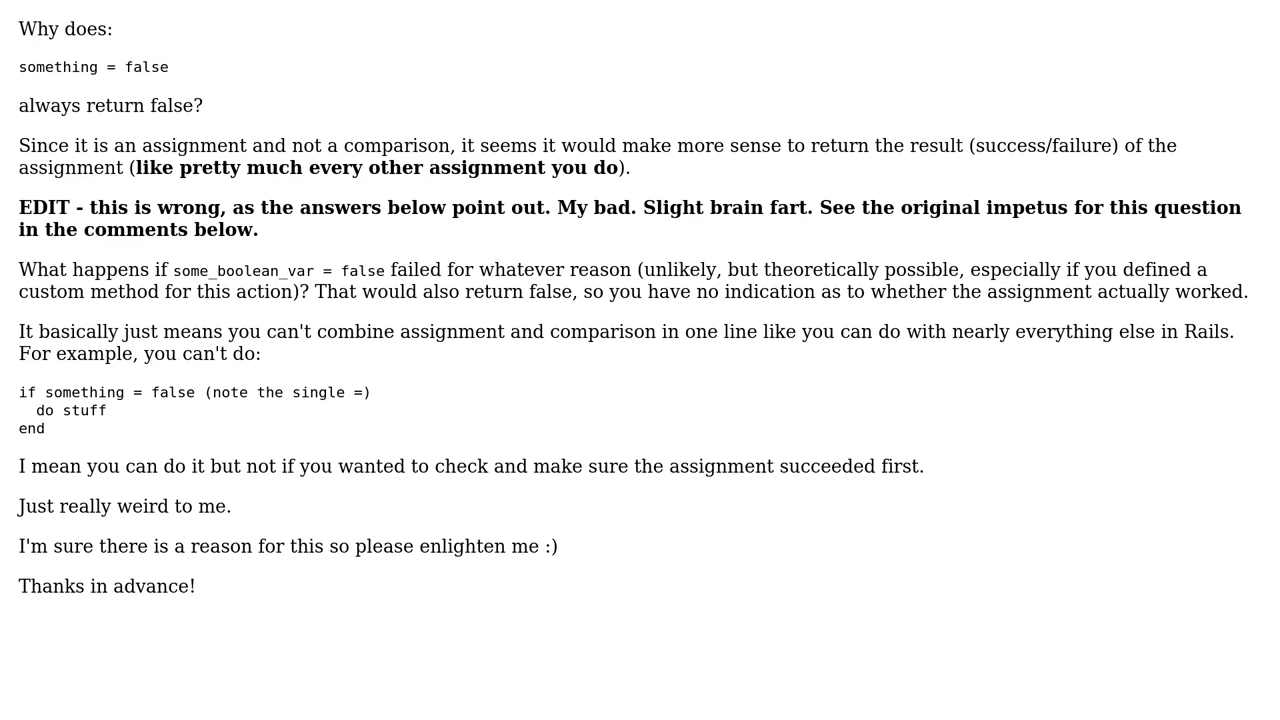 Why does:
something = false
always return false?
Since it is an assignment and not a comparison, it seems it would make more sense to return the result (success/failure) of the
assignment (like pretty much every other assignment you do).
EDIT - this is wrong, as the answers below point out. My bad. Slight brain fart. See the original impetus for this question
in the comments below.
What happens if some_boolean_var = false failed for whatever reason (unlikely, but theoretically possible, especially if you defined a
custom method for this action)? That would also return false, so you have no indication as to whether the assignment actually worked.
It basically just means you can't combine assignment and comparison in one line like you can do with nearly everything else in Rails.
For example, you can't do:
if something = false (note the single =)
  do stuff
end
I mean you can do it but not if you wanted to check and make sure the assignment succeeded first.
Just really weird to me.
I'm sure there is a reason for this so please enlighten me :)
Thanks in advance!